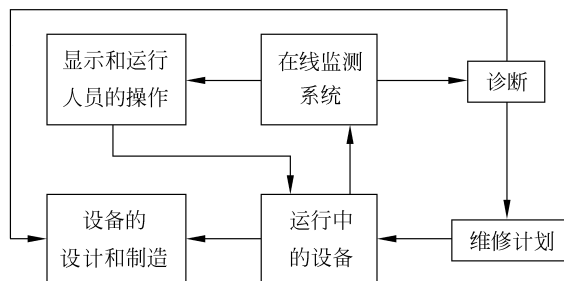 显示和运行
人员的操作
在线监测
系统
诊断
设备的
设计和制造
运行中
的设备
维修计划